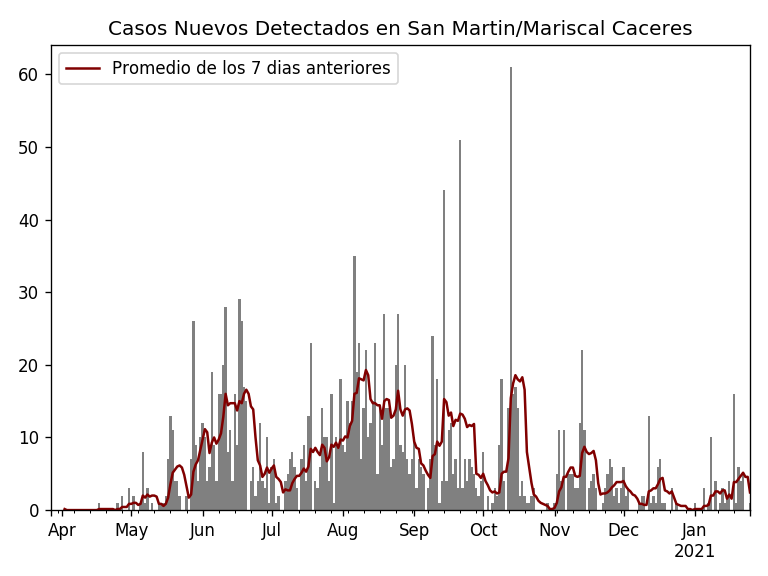 Casos Nuevos Detectados en San Martin/Mariscal Caceres
Promedio de los 7 dias anteriores
60
50
40
30
20
10
0
Apr May Jun Jul Aug Sep Oct Nov Dec Jan
2021